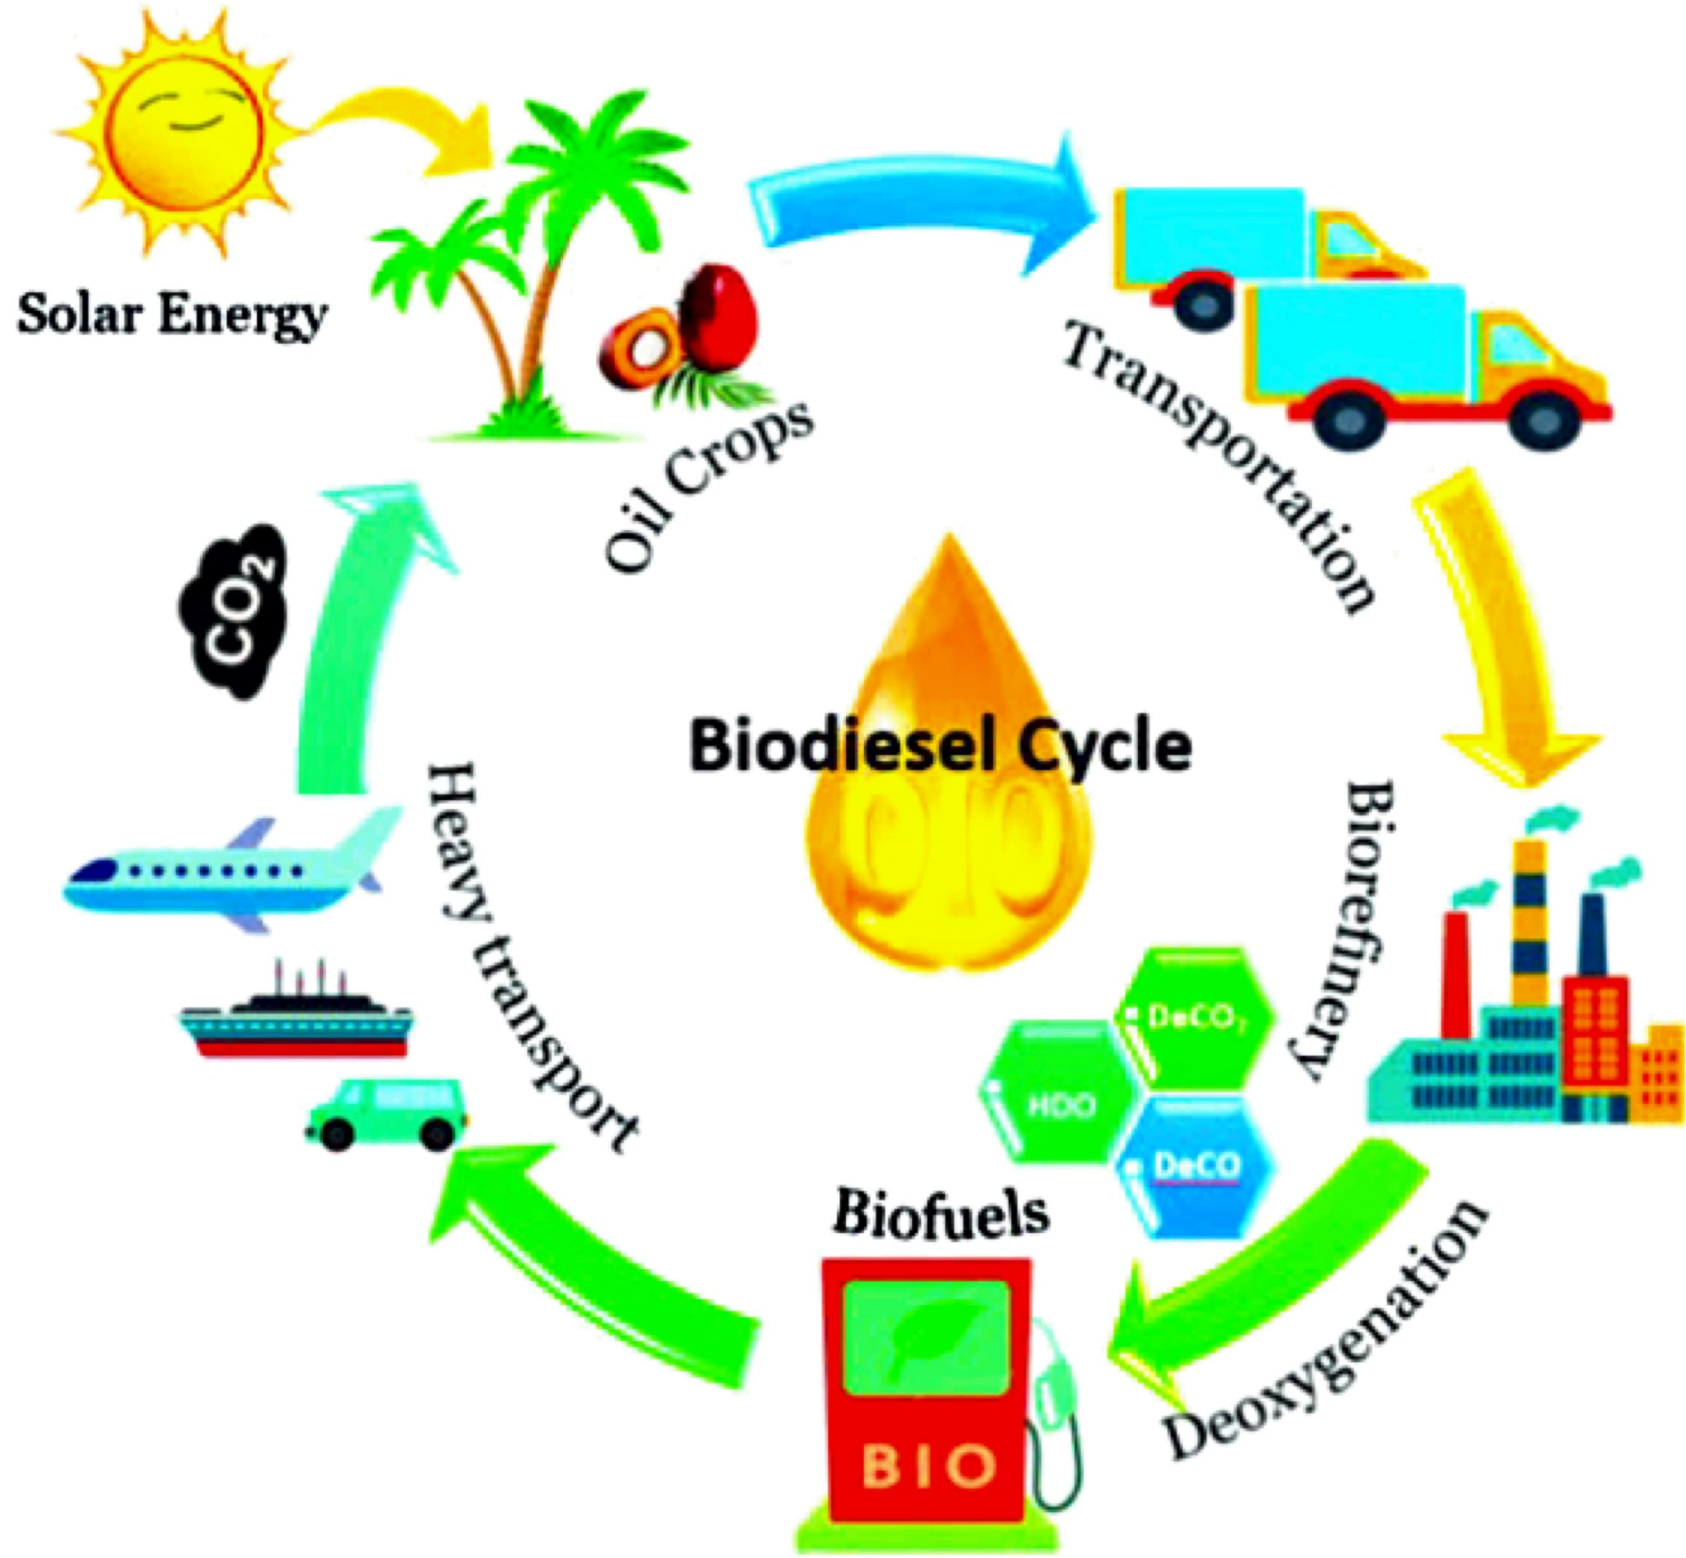 Solar Energy
Oil Crops
Transportation
CO₂
Biodiesel Cycle
Heavy transport
Biorefinery
DeCO₂
HDO
DeCO
Biofuels
Deoxygenation
BIO